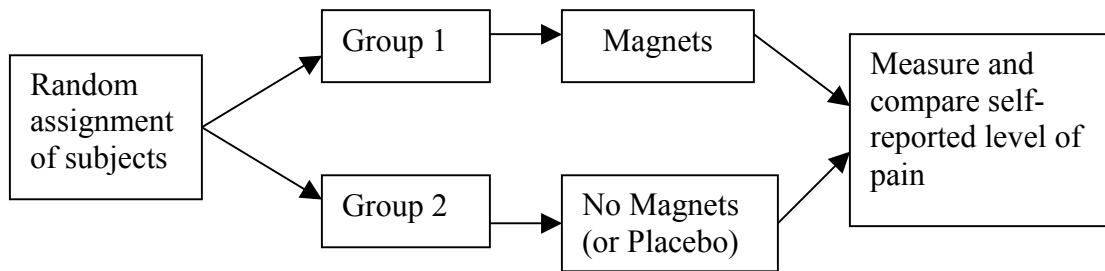 Random
assignment
of subjects
Group 1
Magnets
Group 2
No Magnets
(or Placebo)
Measure and
compare self-
reported level of
pain